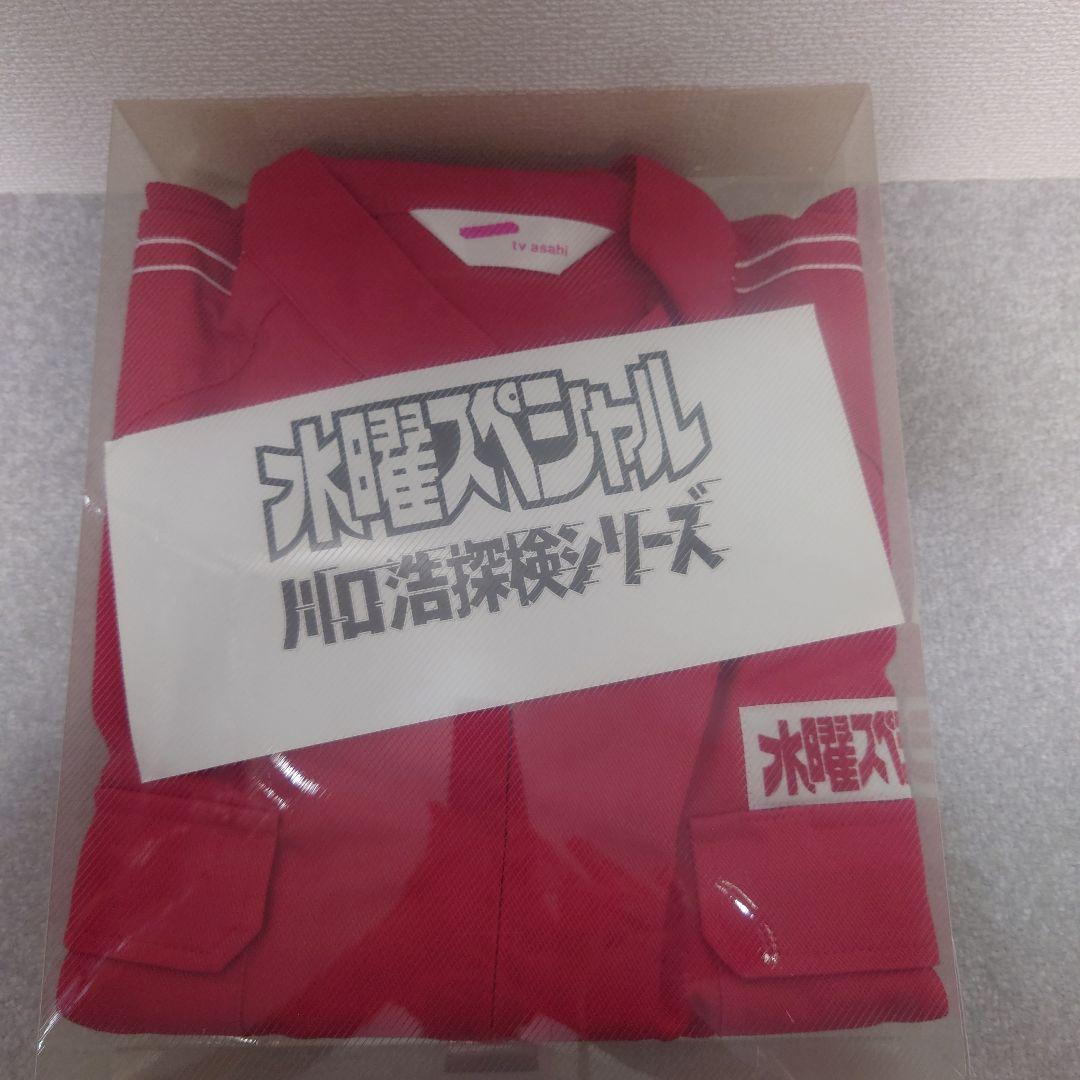 tv asahi
水曜スペシャル
川口浩探検シリーズ
水曜スペ